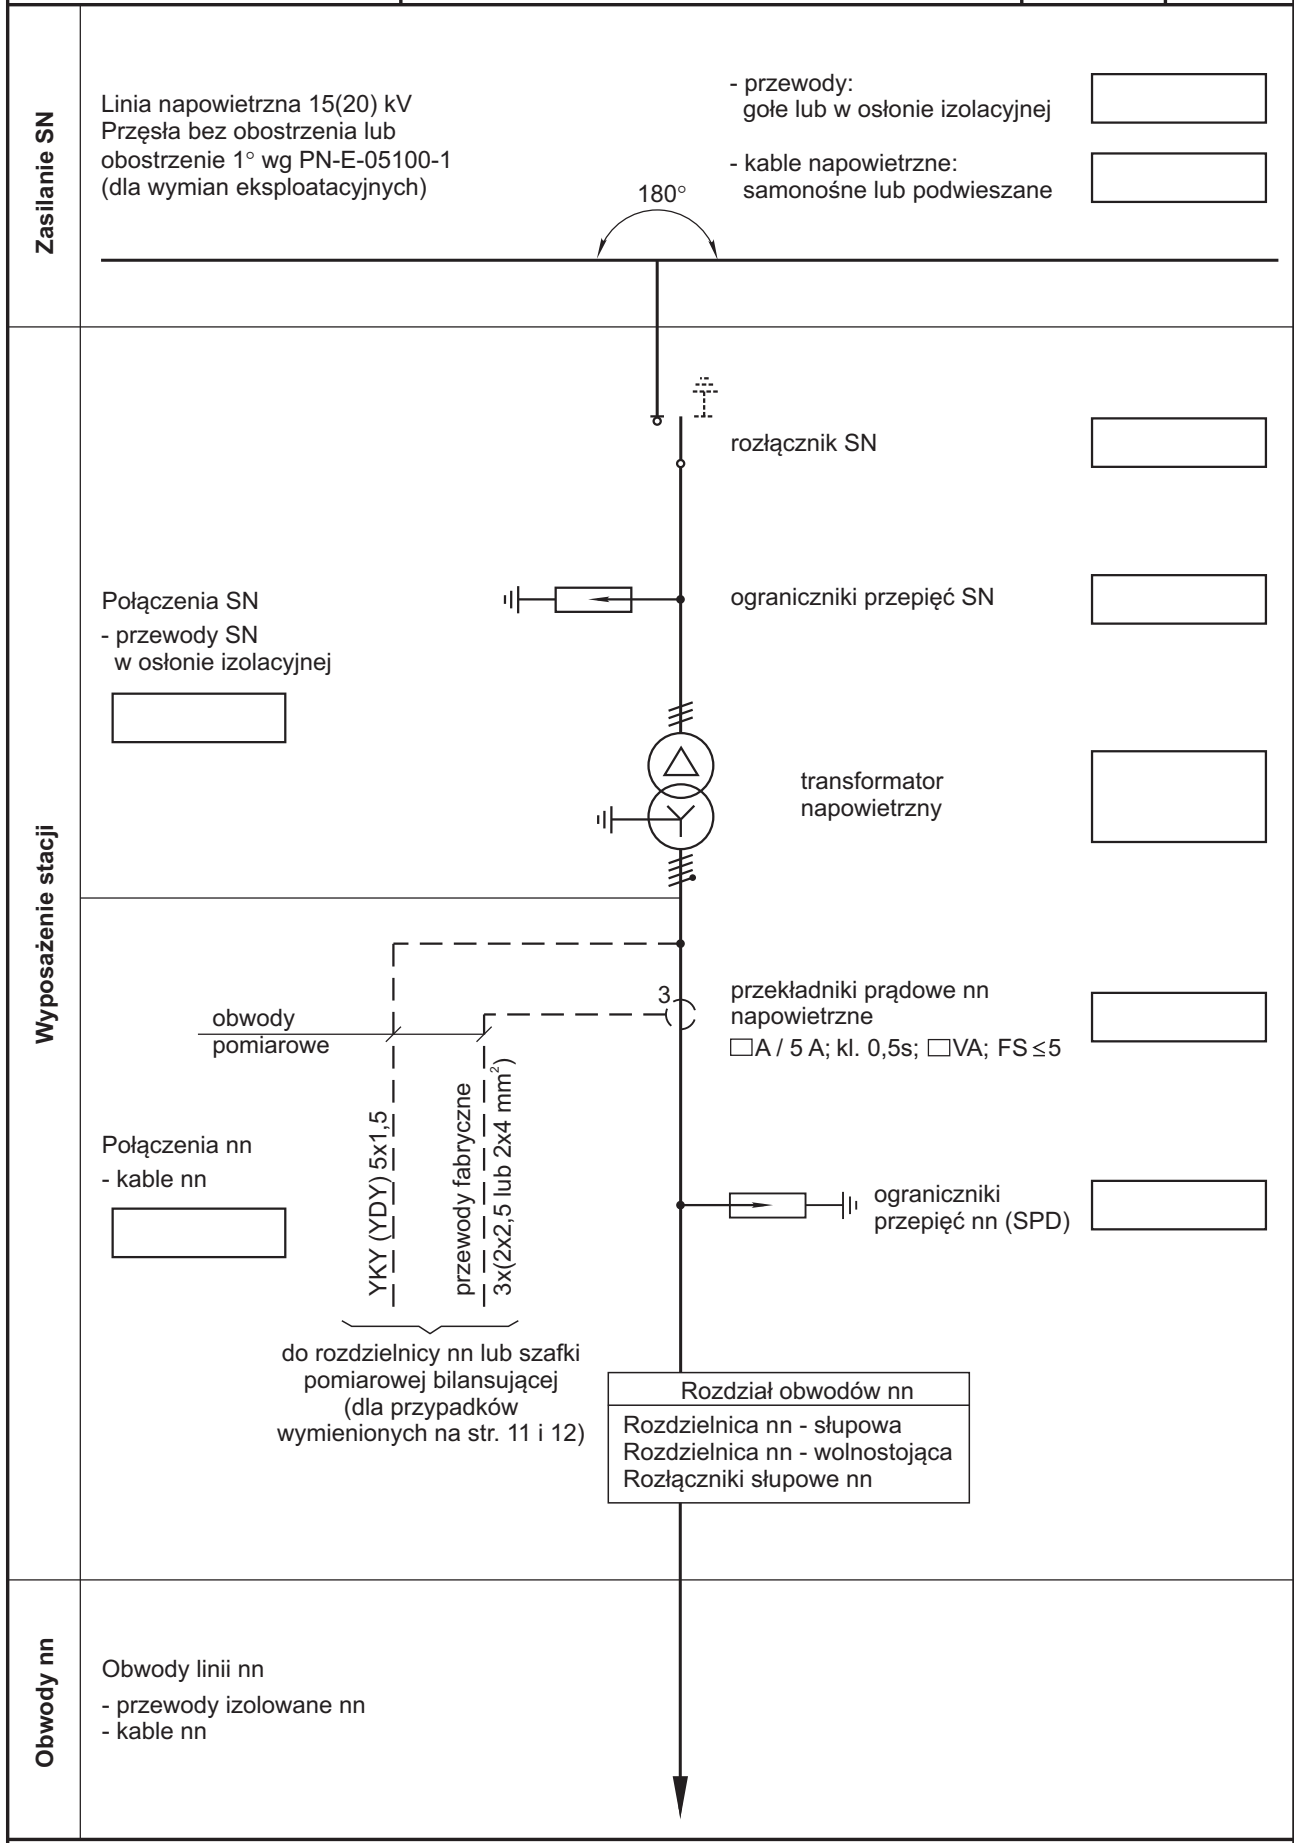 Zasilanie SN
Linia napowietrzna 15(20) kV
Przęsła bez obostrzenia lub
obostrzenie 1° wg PN-E-05100-1
(dla wymian eksploatacyjnych)
- przewody:
gołe lub w osłonie izolacyjnej
- kable napowietrzne:
samonośne lub podwieszane
180°
Wyposażenie stacji
rozłącznik SN
Połączenia SN
- przewody SN
w osłonie izolacyjnej
ograniczniki przepięć SN
transformator
napowietrzny
obwody
pomiarowe
3
przekładniki prądowe nn
napowietrzne
□A / 5 A; kl. 0,5s; □VA; FS ≤ 5
Połączenia nn
- kable nn
YKY (YDY) 5x1,5
przewody fabryczne
3x(2x2,5 lub 2x4 mm²)
ograniczniki
przepięć nn (SPD)
do rozdzielnicy nn lub szafki
pomiarowej bilansującej
(dla przypadków
wymienionych na str. 11 i 12)
Rozdział obwodów nn
Rozdzielnica nn - słupowa
Rozdzielnica nn - wolnostojąca
Rozłączniki słupowe nn
Obwody nn
Obwody linii nn
- przewody izolowane nn
- kable nn